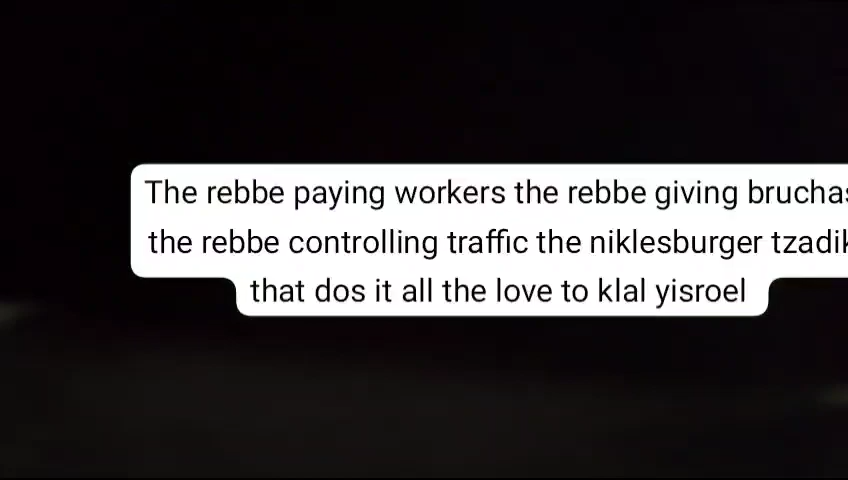 The rebbe paying workers the rebbe giving bruchas
the rebbe controlling traffic the niklesburger tzadik
that dos it all the love to klal yisroel